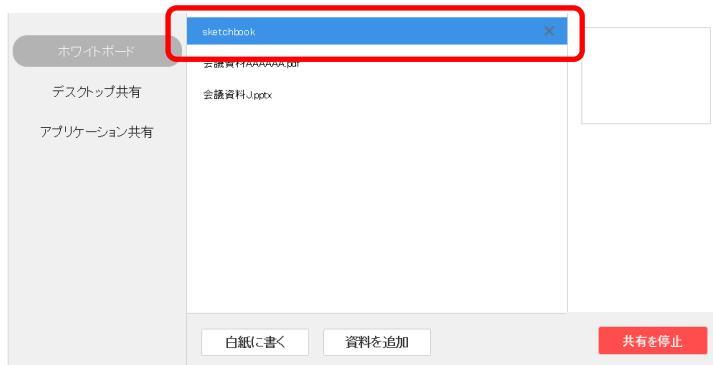 ホワイトボード
デスクトップ共有
アプリケーション共有
sketchbook
会議資料AAAAAA.pdf
会議資料J.pptx
白紙に書く
資料を追加
共有を停止